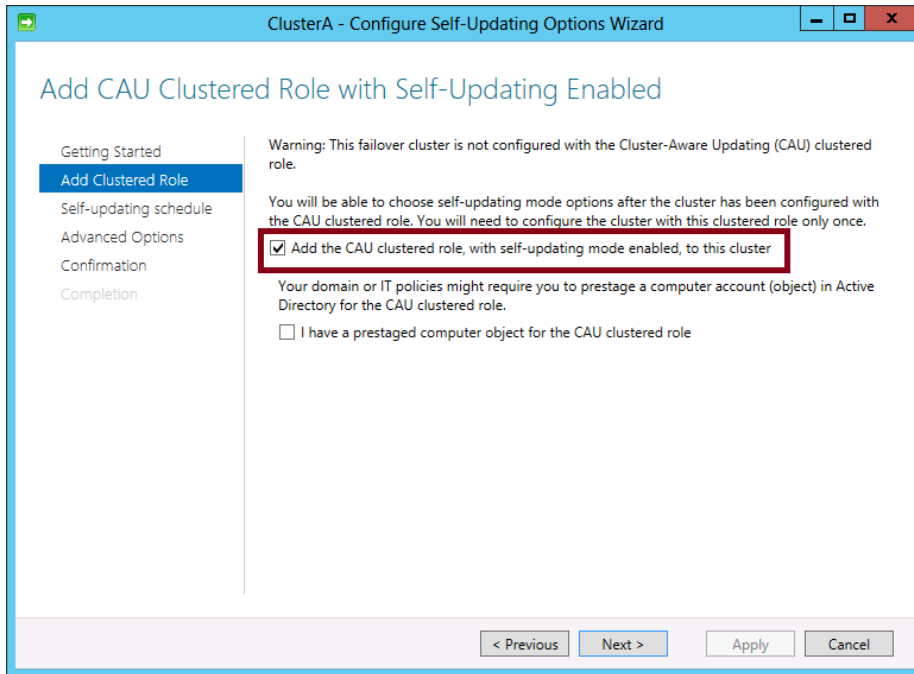 ClusterA - Configure Self-Updating Options Wizard
Add CAU Clustered Role with Self-Updating Enabled
Getting Started
Add Clustered Role
Self-updating schedule
Advanced Options
Confirmation
Completion
Warning: This failover cluster is not configured with the Cluster-Aware Updating (CAU) clustered
role.
You will be able to choose self-updating mode options after the cluster has been configured with
the CAU clustered role. You will need to configure the cluster with this clustered role only once.
Add the CAU clustered role, with self-updating mode enabled, to this cluster
Your domain or IT policies might require you to prestage a computer account (object) in Active
Directory for the CAU clustered role.
I have a prestaged computer object for the CAU clustered role
< Previous
Next >
Apply
Cancel